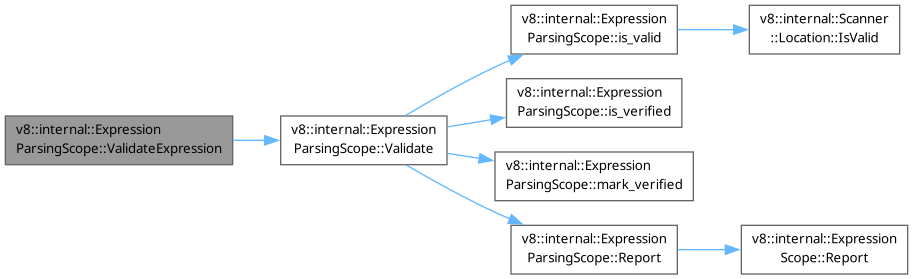 v8::internal::Expression
ParsingScope::ValidateExpression
v8::internal::Expression
ParsingScope::Validate
v8::internal::Expression
ParsingScope::is_valid
v8::internal::Scanner
::Location::IsValid
v8::internal::Expression
ParsingScope::is_verified
v8::internal::Expression
ParsingScope::mark_verified
v8::internal::Expression
ParsingScope::Report
v8::internal::Expression
Scope::Report